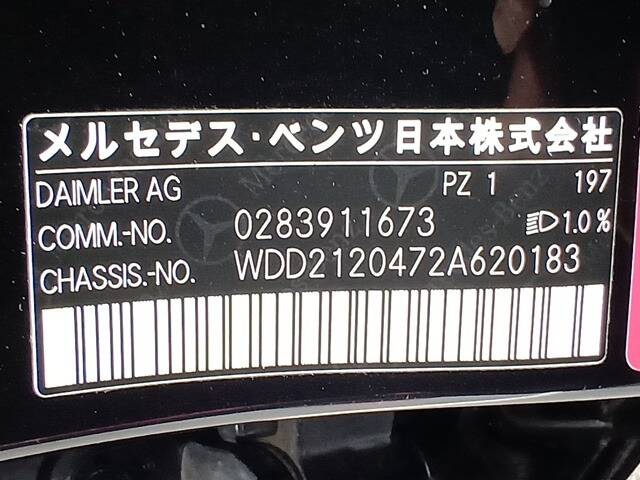 メルセデス・ベンツ日本株式会社
DAIMLER AG PZ 1 197
COMM.-NO. 0283911673 1.0%
CHASSIS.-NO. WDD2120472A620183